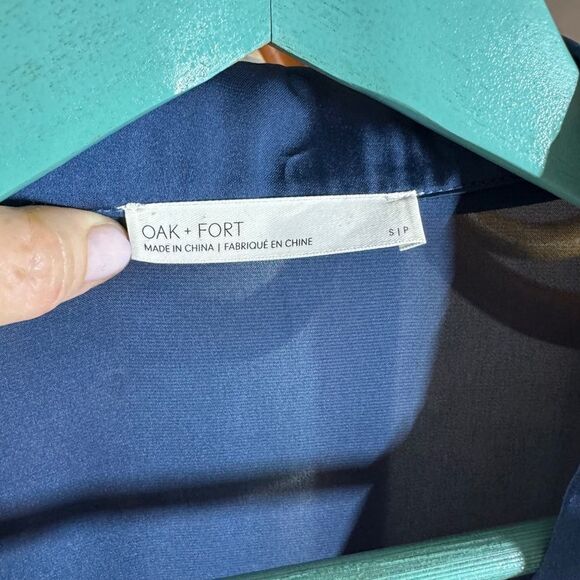 OAK + FORT
MADE IN CHINA | FABRIQUÉ EN CHINE
S | P